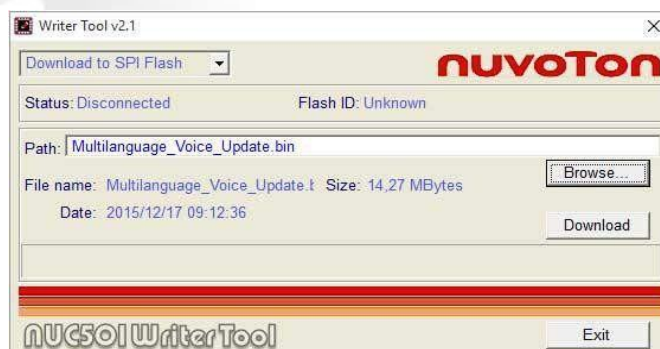 Writer Tool v2.1
Download to SPI Flash
nuvoTon
Status: Disconnected Flash ID: Unknown
Path: Multilanguage_Voice_Update.bin
Browse...
File name: Multilanguage_Voice_Update.b Size: 14,27 MBytes
Date: 2015/12/17 09:12:36
Download
NUC501 Writer Tool
Exit